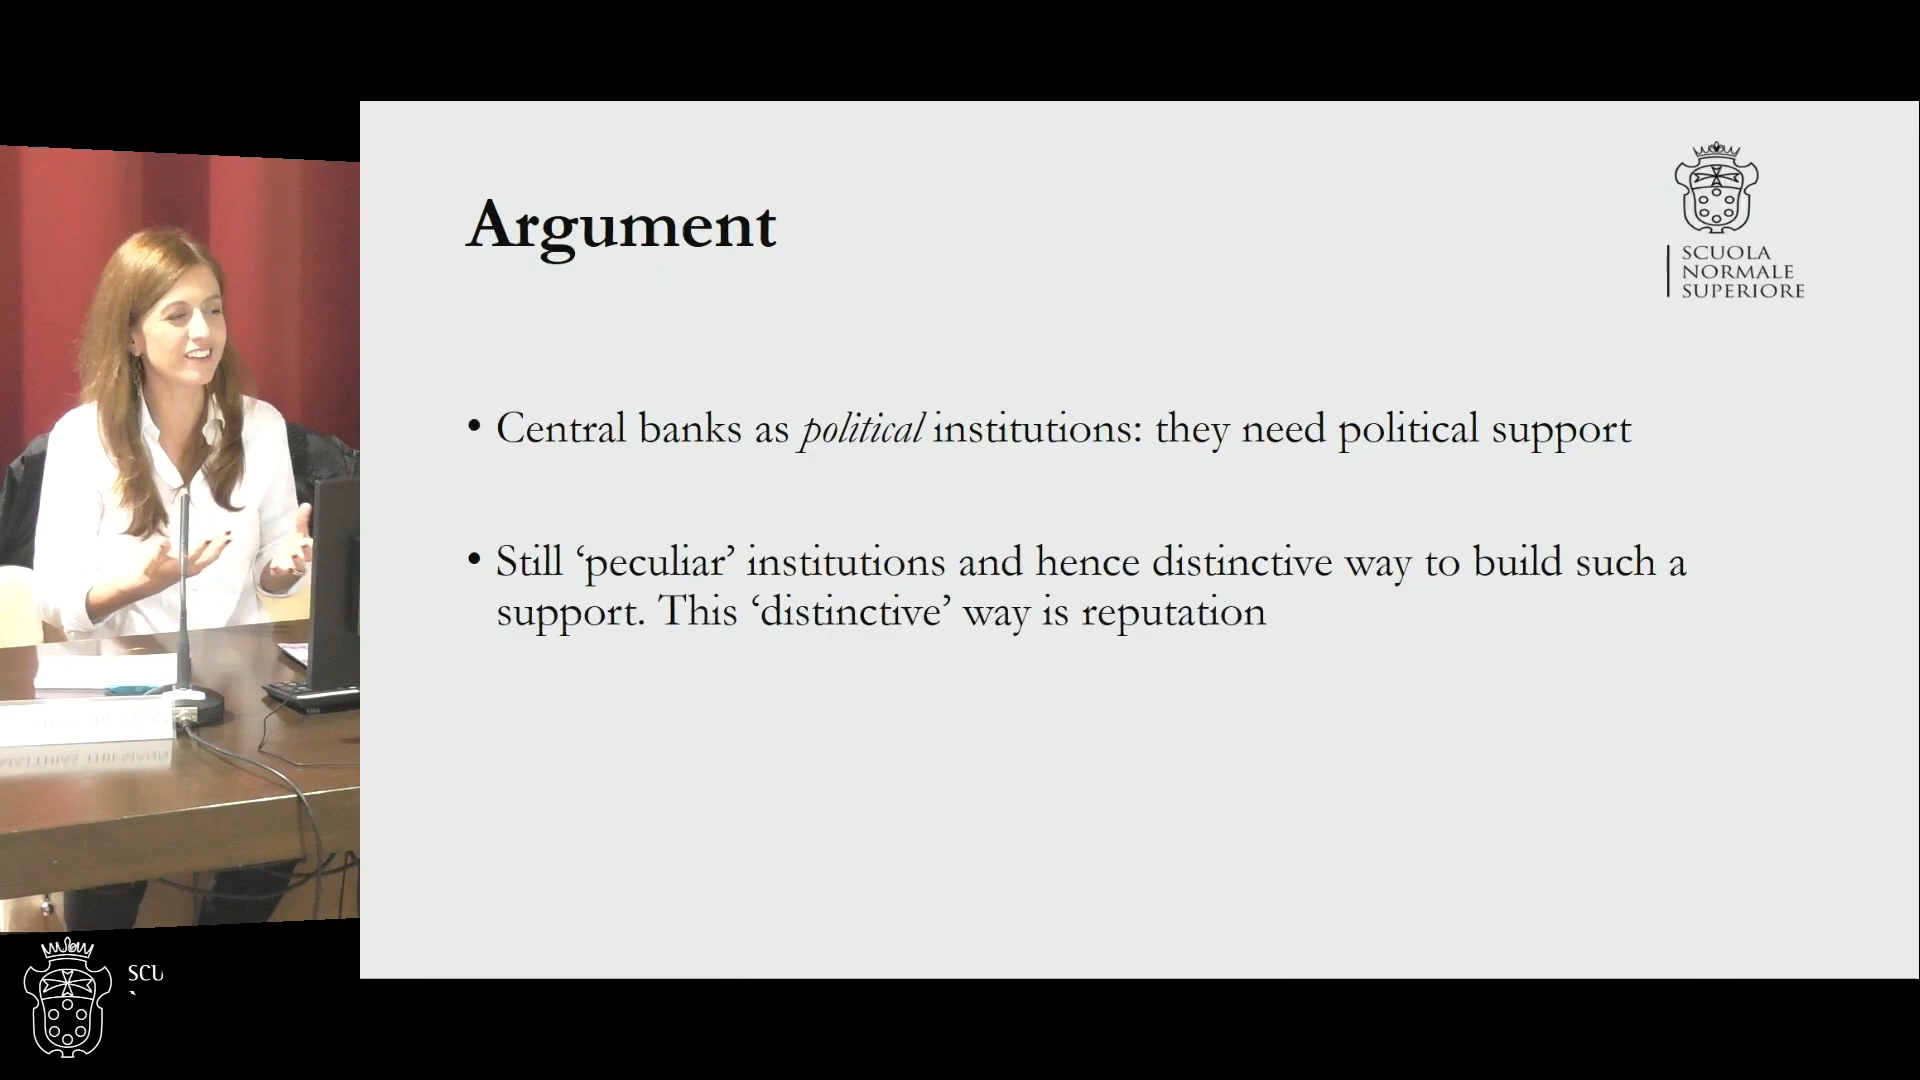 Argument
SCUOLA
NORMALE
SUPERIORE
• Central banks as political institutions: they need political support
• Still ‘peculiar’ institutions and hence distinctive way to build such a
support. This ‘distinctive’ way is reputation
SCU